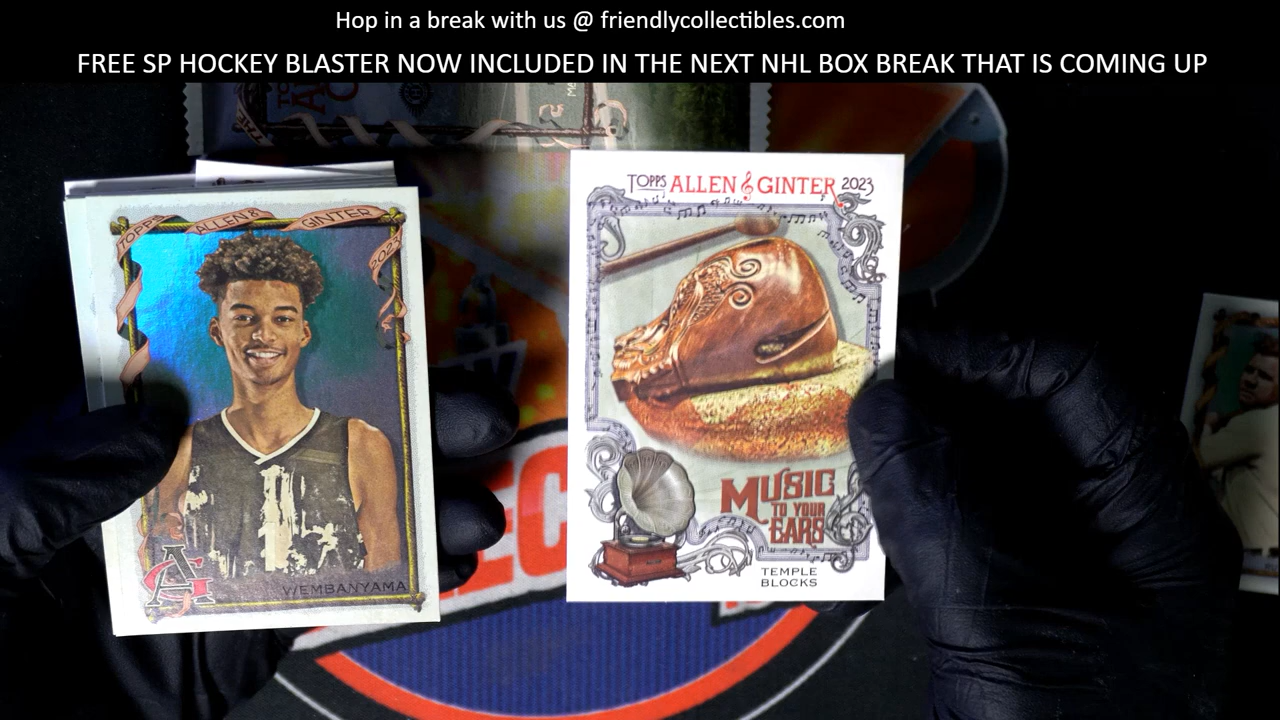 Hop in a break with us @ friendlycollectibles.com
FREE SP HOCKEY BLASTER NOW INCLUDED IN THE NEXT NHL BOX BREAK THAT IS COMING UP
TOPPS ALLEN & GINTER 2023
AG
WEMBANYAMA
TOPPS ALLEN & GINTER 2023
MUSIC
TO YOUR
EARS
TEMPLE
BLOCKS
EC